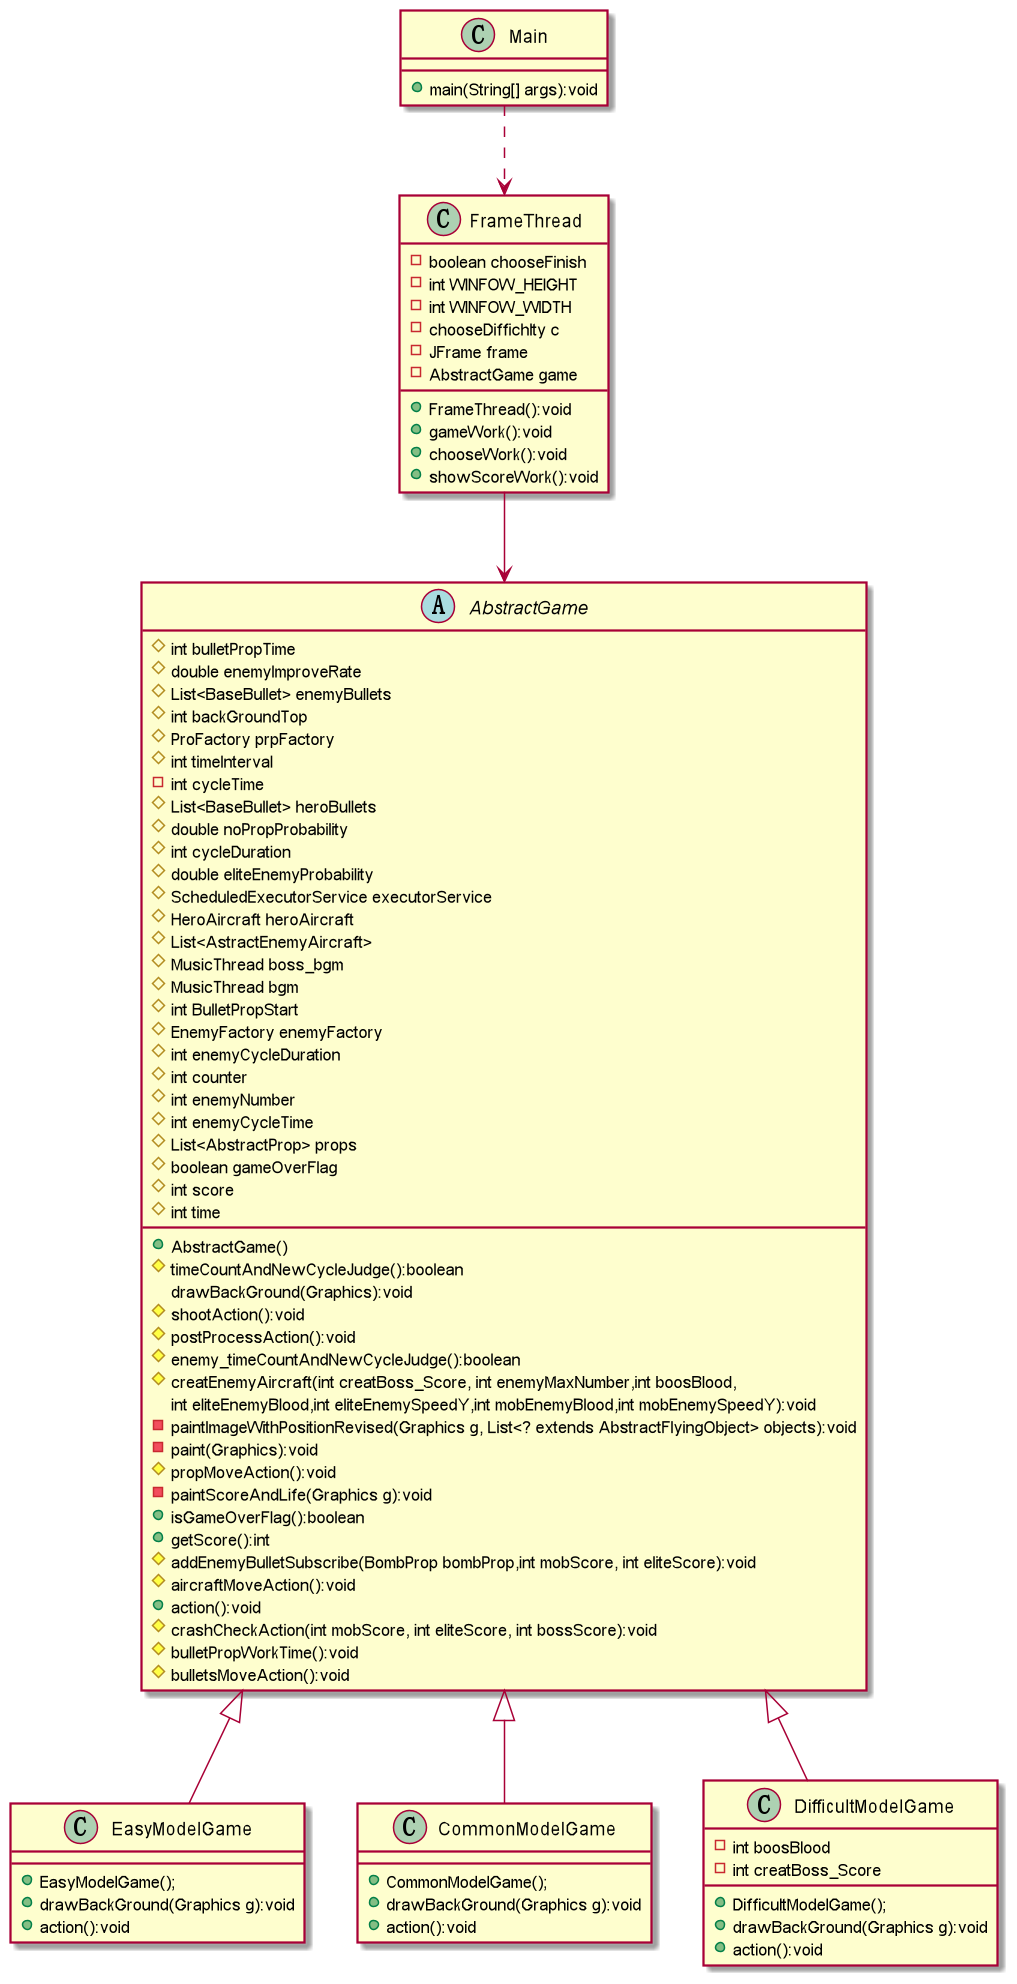 C Main
main(String[] args):void
C FrameThread
boolean chooseFinish
int WINFOW_HEIGHT
int WINFOW_WIDTH
chooseDiffichlty c
JFrame frame
AbstractGame game
FrameThread():void
gameWork():void
chooseWork():void
showScoreWork():void
A AbstractGame
int bulletPropTime
double enemyImproveRate
List<BaseBullet> enemyBullets
int backGroundTop
ProFactory prpFactory
int timeInterval
int cycleTime
List<BaseBullet> heroBullets
double noPropProbability
int cycleDuration
double eliteEnemyProbability
ScheduledExecutorService executorService
HeroAircraft heroAircraft
List<AstractEnemyAircraft>
MusicThread boss_bgm
MusicThread bgm
int BulletPropStart
EnemyFactory enemyFactory
int enemyCycleDuration
int counter
int enemyNumber
int enemyCycleTime
List<AbstractProp> props
boolean gameOverFlag
int score
int time
AbstractGame()
timeCountAndNewCycleJudge():boolean
drawBackGround(Graphics):void
shootAction():void
postProcessAction():void
enemy_timeCountAndNewCycleJudge():boolean
creatEnemyAircraft(int creatBoss_Score, int enemyMaxNumber,int boosBlood,
int eliteEnemyBlood,int eliteEnemySpeedY,int mobEnemyBlood,int mobEnemySpeedY):void
paintImageWithPositionRevised(Graphics g, List<? extends AbstractFlyingObject> objects):void
paint(Graphics):void
propMoveAction():void
paintScoreAndLife(Graphics g):void
isGameOverFlag():boolean
getScore():int
addEnemyBulletSubscribe(BombProp bombProp,int mobScore, int eliteScore):void
aircraftMoveAction():void
action():void
crashCheckAction(int mobScore, int eliteScore, int bossScore):void
bulletPropWorkTime():void
bulletsMoveAction():void
C EasyModelGame
EasyModelGame();
drawBackGround(Graphics g):void
action():void
C CommonModelGame
CommonModelGame();
drawBackGround(Graphics g):void
action():void
C DifficultModelGame
int boosBlood
int creatBoss_Score
DifficultModelGame();
drawBackGround(Graphics g):void
action():void